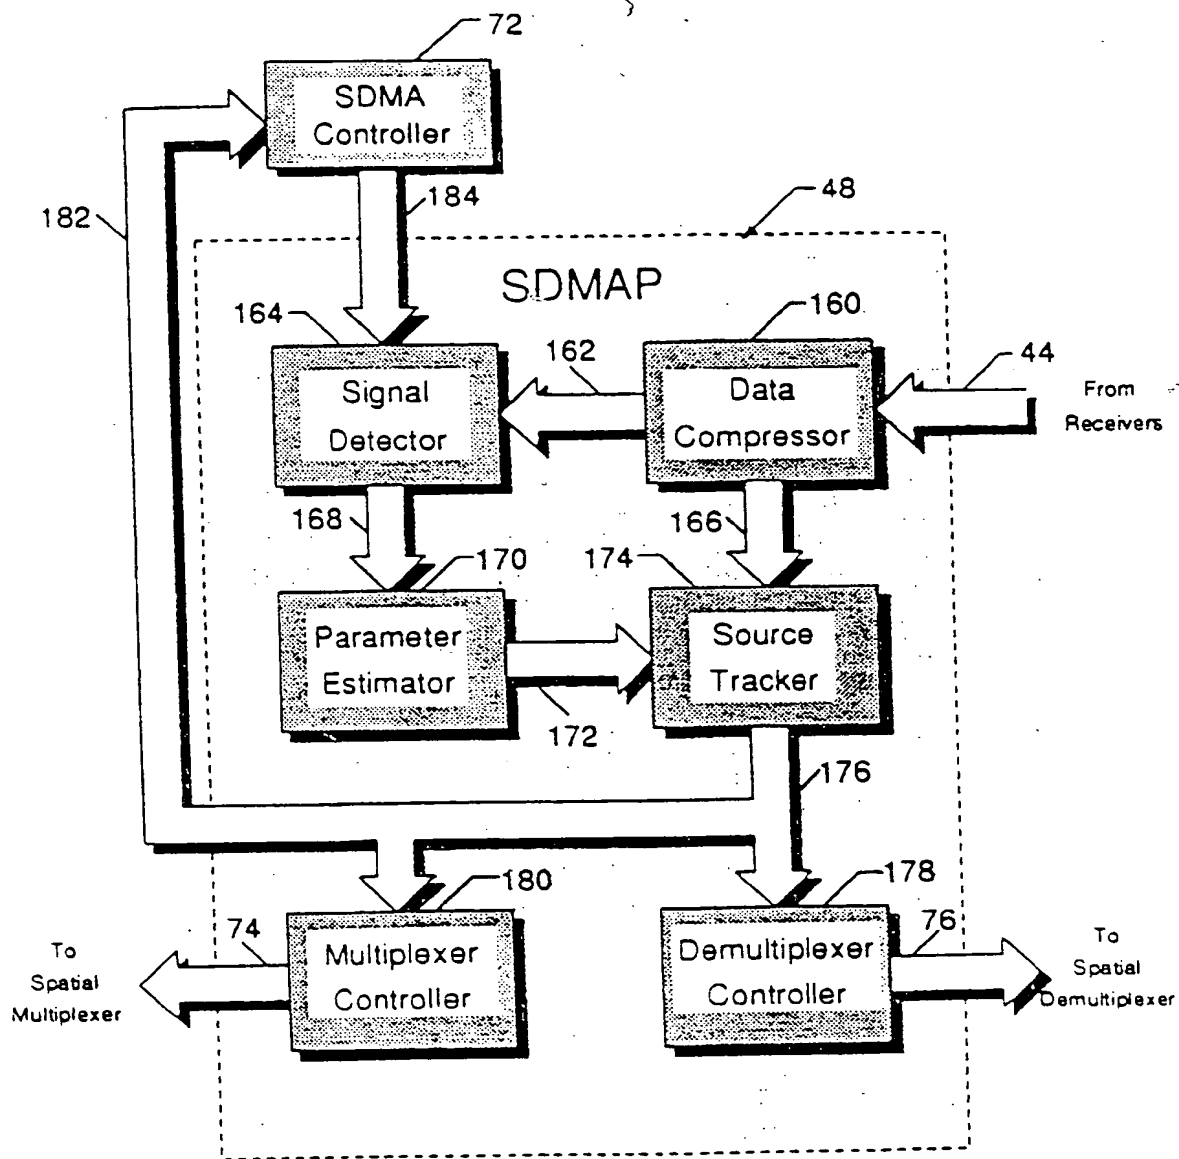 72
SDMA
Controller
182
184
48
SDMAP
164
160
162
44
Signal
Detector
Data
Compressor
From
Receivers
168
166
170
174
Parameter
Estimator
Source
Tracker
172
176
180
178
74
76
To
Spatial
Multiplexer
Multiplexer
Controller
Demultiplexer
Controller
To
Spatial
Demultiplexer